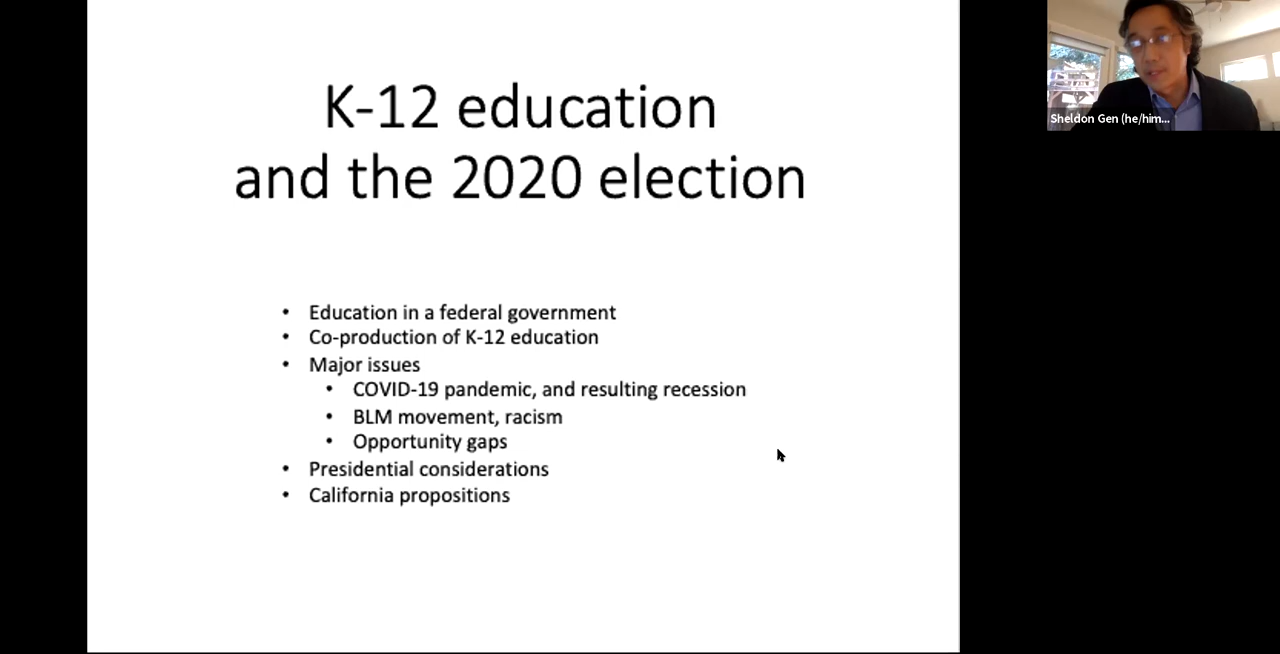 K-12 education
and the 2020 election
• Education in a federal government
• Co-production of K-12 education
• Major issues
• COVID-19 pandemic, and resulting recession
• BLM movement, racism
• Opportunity gaps
• Presidential considerations
• California propositions
Sheldon Gen (he/him...